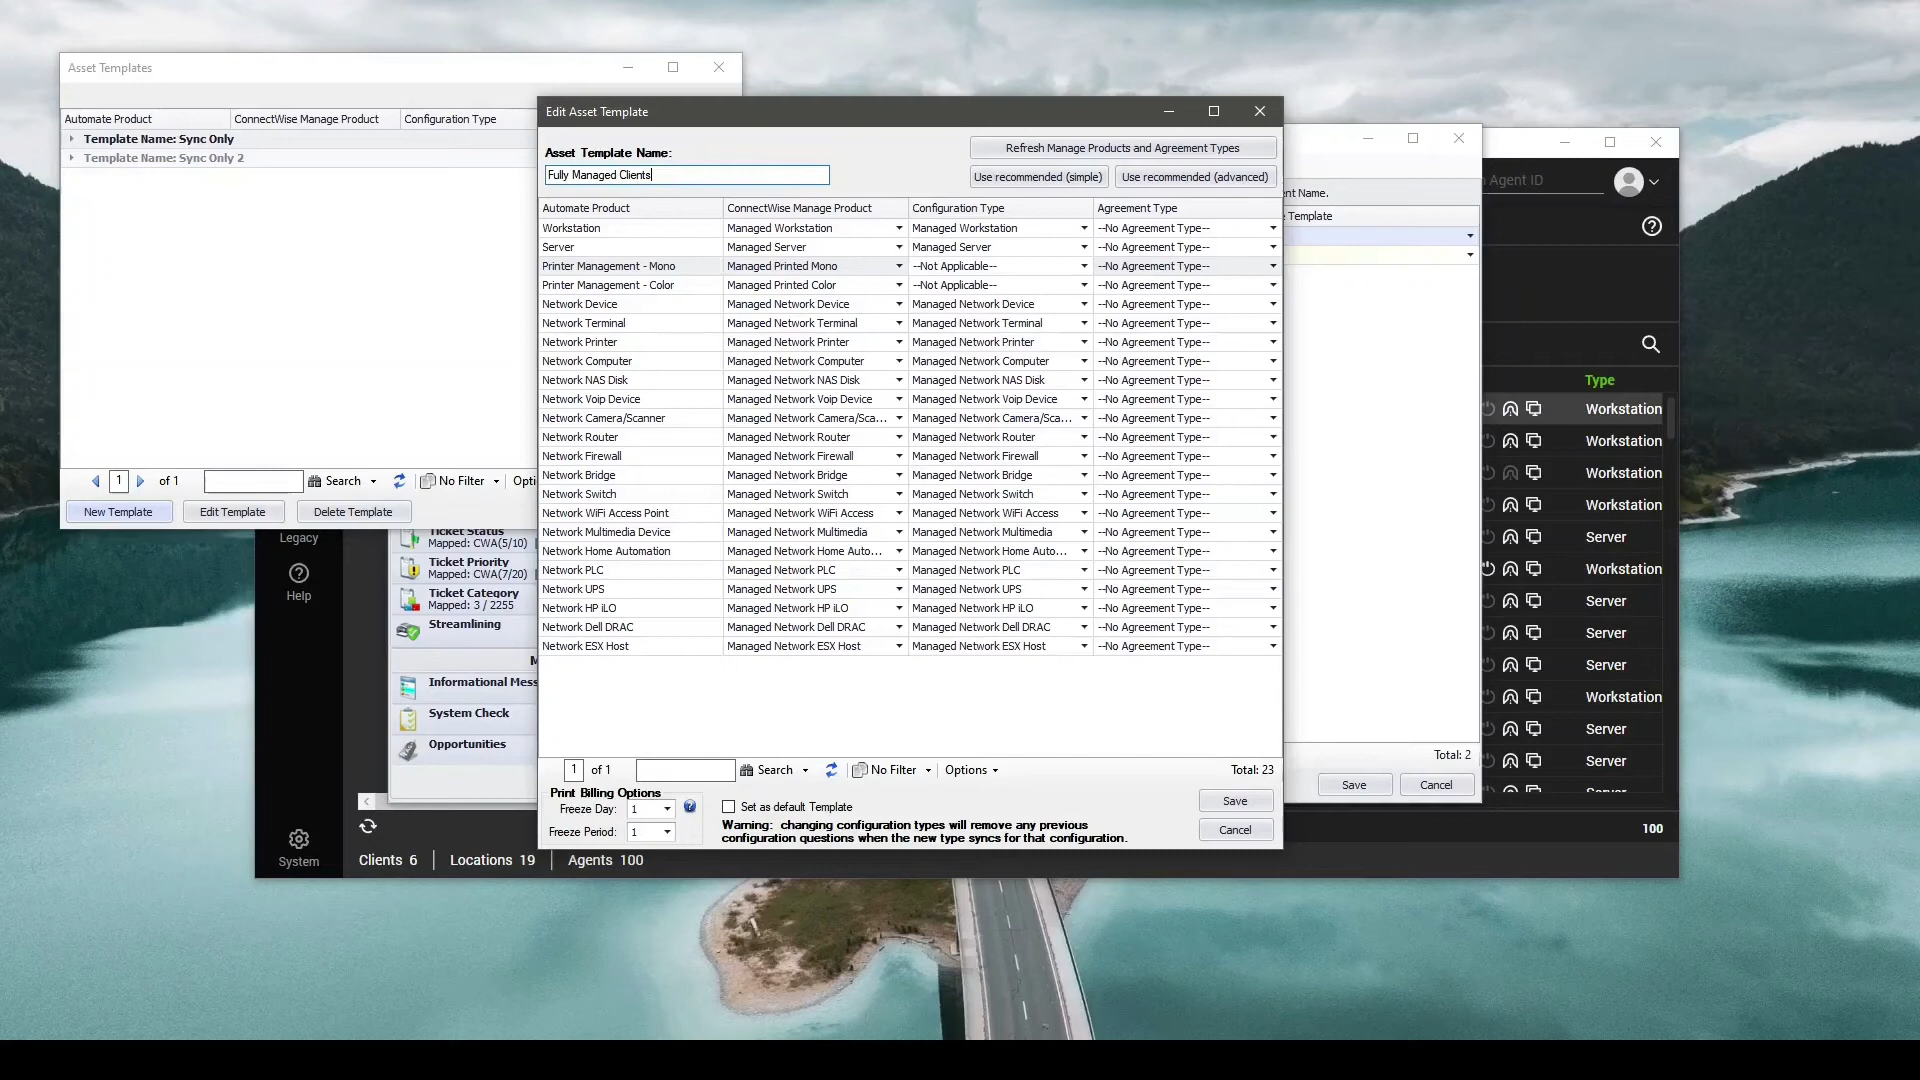 Asset Templates
Automate Product ConnectWise Manage Product Configuration Type
Template Name: Sync Only
Template Name: Sync Only 2
1 of 1 Search No Filter Opti
New Template Edit Template Delete Template
Edit Asset Template
Asset Template Name:
Fully Managed Clients
Refresh Manage Products and Agreement Types
Use recommended (simple) Use recommended (advanced)
Automate Product ConnectWise Manage Product Configuration Type Agreement Type
Workstation Managed Workstation Managed Workstation --No Agreement Type--
Server Managed Server Managed Server --No Agreement Type--
Printer Management - Mono Managed Printed Mono --Not Applicable-- --No Agreement Type--
Printer Management - Color Managed Printed Color --Not Applicable-- --No Agreement Type--
Network Device Managed Network Device Managed Network Device --No Agreement Type--
Network Terminal Managed Network Terminal Managed Network Terminal --No Agreement Type--
Network Printer Managed Network Printer Managed Network Printer --No Agreement Type--
Network Computer Managed Network Computer Managed Network Computer --No Agreement Type--
Network NAS Disk Managed Network NAS Disk Managed Network NAS Disk --No Agreement Type--
Network Voip Device Managed Network Voip Device Managed Network Voip Device --No Agreement Type--
Network Camera/Scanner Managed Network Camera/Sca... Managed Network Camera/Sca... --No Agreement Type--
Network Router Managed Network Router Managed Network Router --No Agreement Type--
Network Firewall Managed Network Firewall Managed Network Firewall --No Agreement Type--
Network Bridge Managed Network Bridge Managed Network Bridge --No Agreement Type--
Network Switch Managed Network Switch Managed Network Switch --No Agreement Type--
Network WiFi Access Point Managed Network WiFi Access Managed Network WiFi Access --No Agreement Type--
Network Multimedia Device Managed Network Multimedia Managed Network Multimedia --No Agreement Type--
Network Home Automation Managed Network Home Auto... Managed Network Home Auto... --No Agreement Type--
Network PLC Managed Network PLC Managed Network PLC --No Agreement Type--
Network UPS Managed Network UPS Managed Network UPS --No Agreement Type--
Network HP iLO Managed Network HP iLO Managed Network HP iLO --No Agreement Type--
Network Dell DRAC Managed Network Dell DRAC Managed Network Dell DRAC --No Agreement Type--
Network ESX Host Managed Network ESX Host Managed Network ESX Host --No Agreement Type--
1 of 1 Search No Filter Options Total: 23
Print Billing Options
Freeze Day: 1
Freeze Period: 1
Set as default Template
Warning: changing configuration types will remove any previous
configuration questions when the new type syncs for that configuration.
Save
Cancel
ent Name.
Template
Total: 2
Save Cancel
Agent ID
Type
Workstation
Workstation
Workstation
Workstation
Server
Workstation
Server
Server
Server
Workstation
Server
Server
Server
100
Legacy
Help
System
Ticket Status
Mapped: CWA(5/10)
Ticket Priority
Mapped: CWA(7/20)
Ticket Category
Mapped: 3 / 2255
Streamlining
M
Informational Mess
System Check
Opportunities
Clients 6 Locations 19 Agents 100